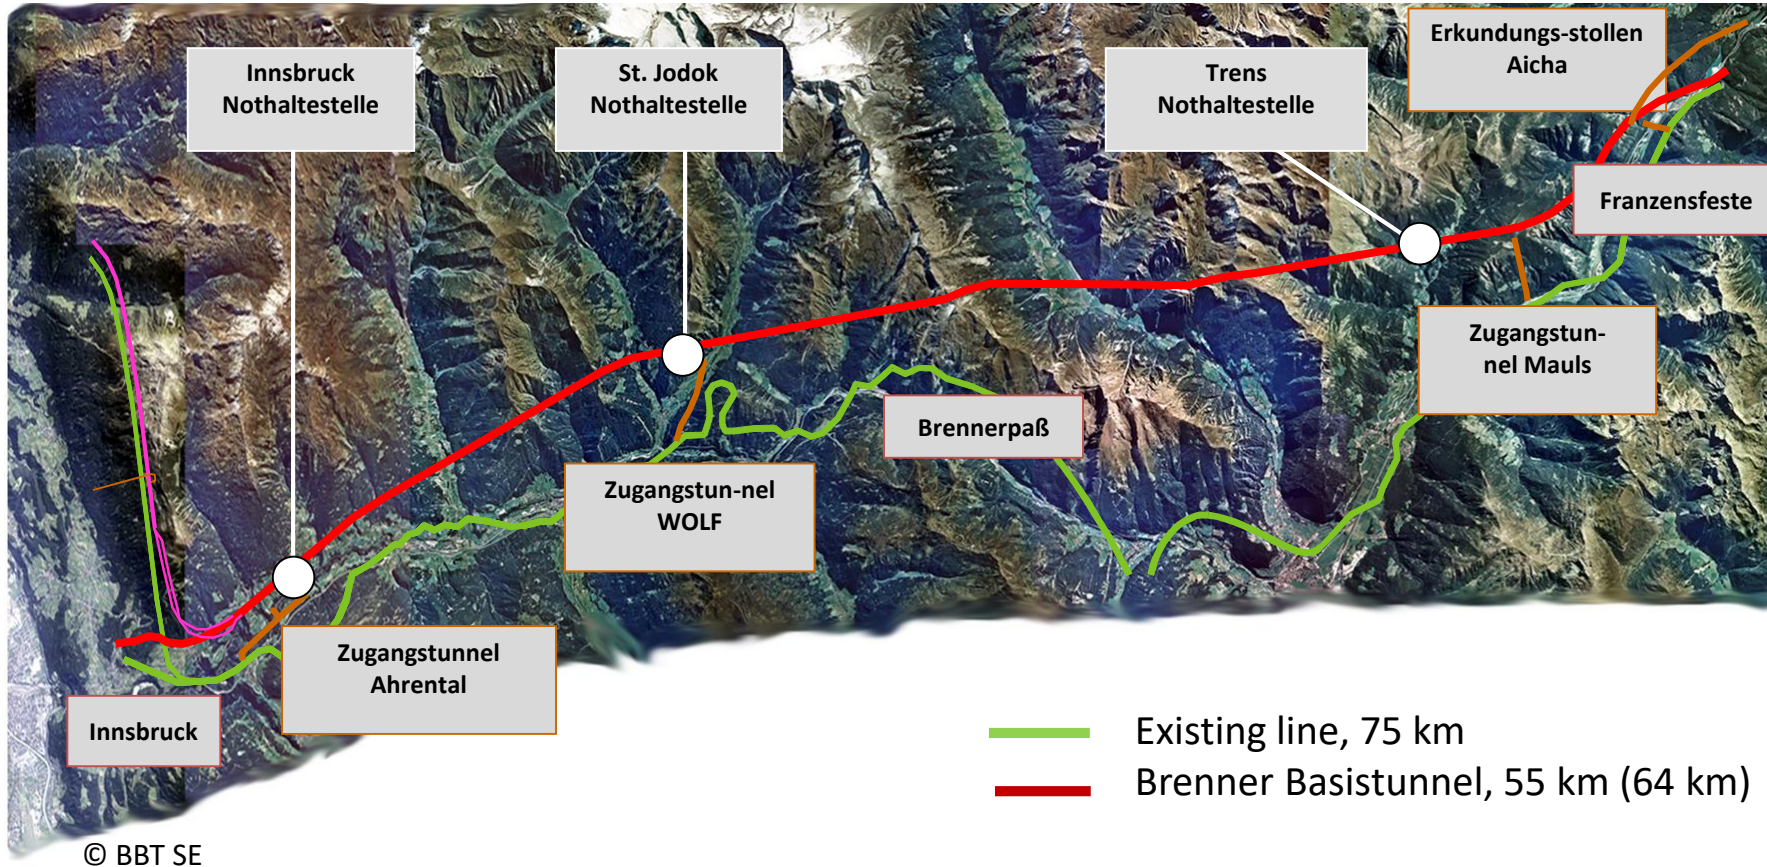 Innsbruck
Nothaltestelle
St. Jodok
Nothaltestelle
Trens
Nothaltestelle
Erkundungs-stollen
Aicha
Franzensfeste
Zugangstun-
nel Mauls
Brennerpaß
Zugangstun-nel
WOLF
Zugangstunnel
Ahrental
Innsbruck
Existing line, 75 km
Brenner Basistunnel, 55 km (64 km)
© BBT SE